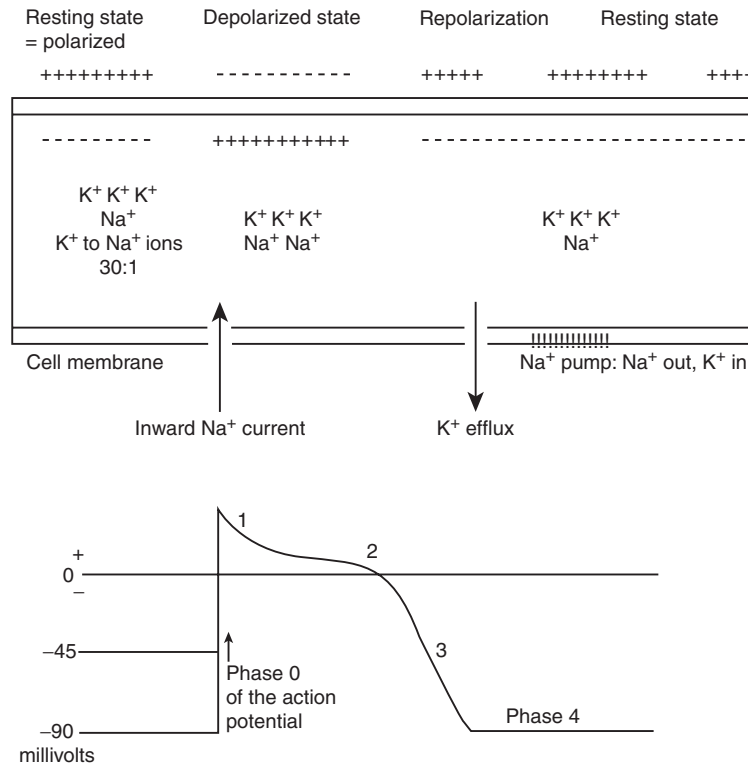 Resting state
= polarized
Depolarized state
Repolarization
Resting state
+++++++++
- - - - - - - - - - -
+++++
++++++++
++++
- - - - - - - - -
+++++++++++
- - - - - - - - - - - - - - - - - - - - - - - - - - -
K⁺ K⁺ K⁺
Na⁺
K⁺ to Na⁺ ions
30:1
K⁺ K⁺ K⁺
Na⁺ Na⁺
K⁺ K⁺ K⁺
Na⁺
Cell membrane
Na⁺ pump: Na⁺ out, K⁺ in
Inward Na⁺ current
K⁺ efflux
+
0
−
−45
−90
millivolts
1
2
3
Phase 0
of the action
potential
Phase 4